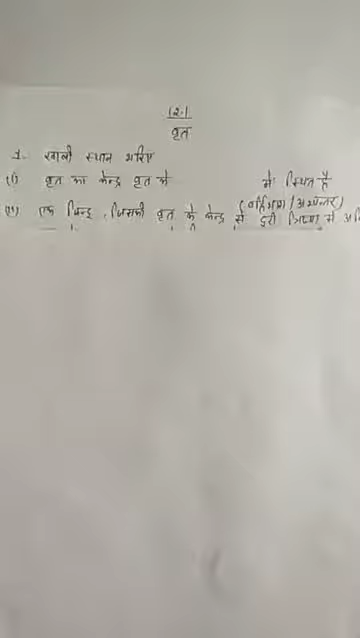 12.1
वृत
1. खाली स्थान भरिए
(i) वृत का केन्द्र वृत के में स्थित है
(बहिर्भाग/अभ्यंतर)
(ii) एक बिन्दु, जिसकी वृत के केन्द्र से दुरी त्रिज्या से